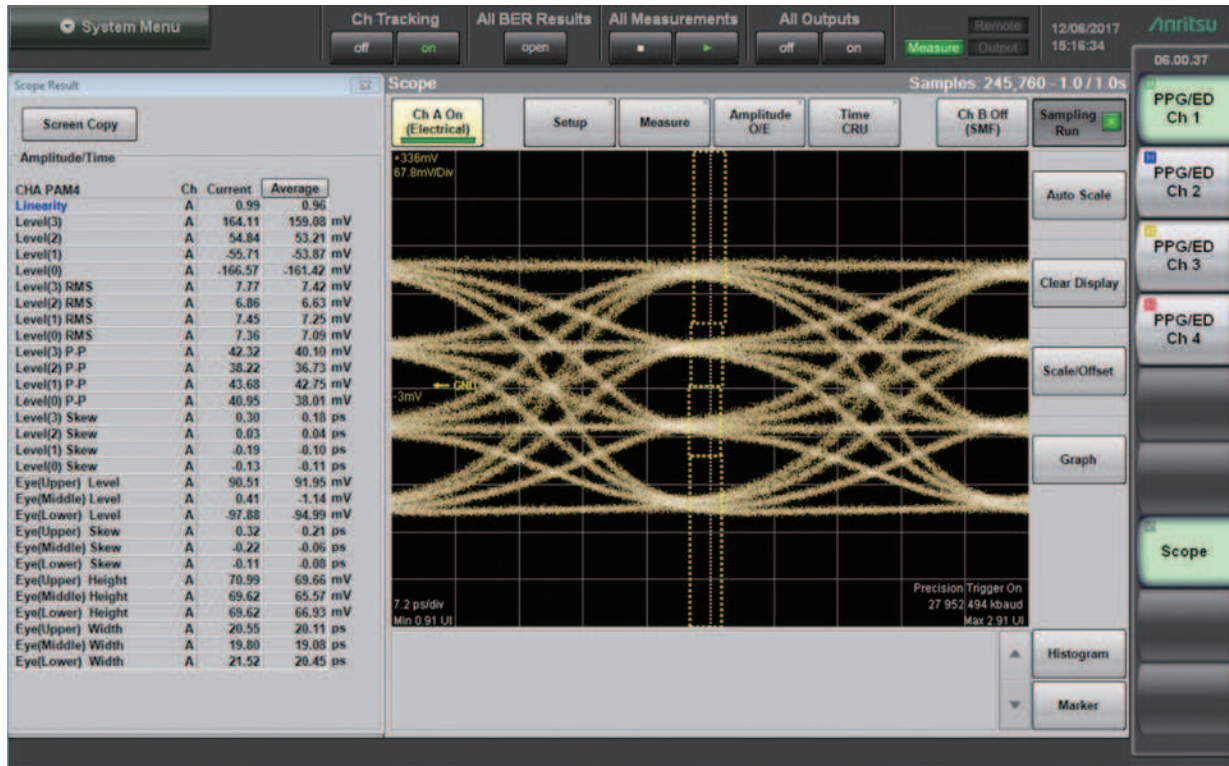 System Menu
Ch Tracking
off on
All BER Results
open
All Measurements
All Outputs
off on
Remote
Measure Output
12/06/2017
15:16:34
Anritsu
06.00.37
Scope Result
Screen Copy
Amplitude/Time
CHA PAM4 Ch Current Average
Linearity A 0.99 0.96
Level(3) A 164.11 159.08 mV
Level(2) A 54.84 53.21 mV
Level(1) A -55.71 -53.87 mV
Level(0) A -166.57 -161.42 mV
Level(3) RMS A 7.77 7.42 mV
Level(2) RMS A 6.86 6.63 mV
Level(1) RMS A 7.45 7.25 mV
Level(0) RMS A 7.36 7.09 mV
Level(3) P-P A 42.32 40.10 mV
Level(2) P-P A 38.22 36.73 mV
Level(1) P-P A 43.68 42.75 mV
Level(0) P-P A 40.95 38.01 mV
Level(3) Skew A 0.30 0.18 ps
Level(2) Skew A 0.03 0.04 ps
Level(1) Skew A -0.19 -0.10 ps
Level(0) Skew A -0.13 -0.11 ps
Eye(Upper) Level A 90.51 91.95 mV
Eye(Middle) Level A 0.41 -1.14 mV
Eye(Lower) Level A -97.88 -94.99 mV
Eye(Upper) Skew A 0.32 0.21 ps
Eye(Middle) Skew A -0.22 -0.06 ps
Eye(Lower) Skew A -0.11 -0.08 ps
Eye(Upper) Height A 70.99 69.66 mV
Eye(Middle) Height A 69.62 65.57 mV
Eye(Lower) Height A 69.62 66.93 mV
Eye(Upper) Width A 20.55 20.11 ps
Eye(Middle) Width A 19.80 19.08 ps
Eye(Lower) Width A 21.52 20.45 ps
Scope
Samples: 245,760 - 1.0 / 1.0s
Ch A On
(Electrical)
Setup
Measure
Amplitude
O/E
Time
CRU
Ch B Off
(SMF)
Sampling
Run
+336mV
67.8mV/Div
GND
-3mV
7.2 ps/div
Min 0.91 UI
Precision Trigger On
27 952 494 kbaud
Max 2.91 UI
Auto Scale
Clear Display
Scale/Offset
Graph
Histogram
Marker
PPG/ED
Ch 1
PPG/ED
Ch 2
PPG/ED
Ch 3
PPG/ED
Ch 4
Scope